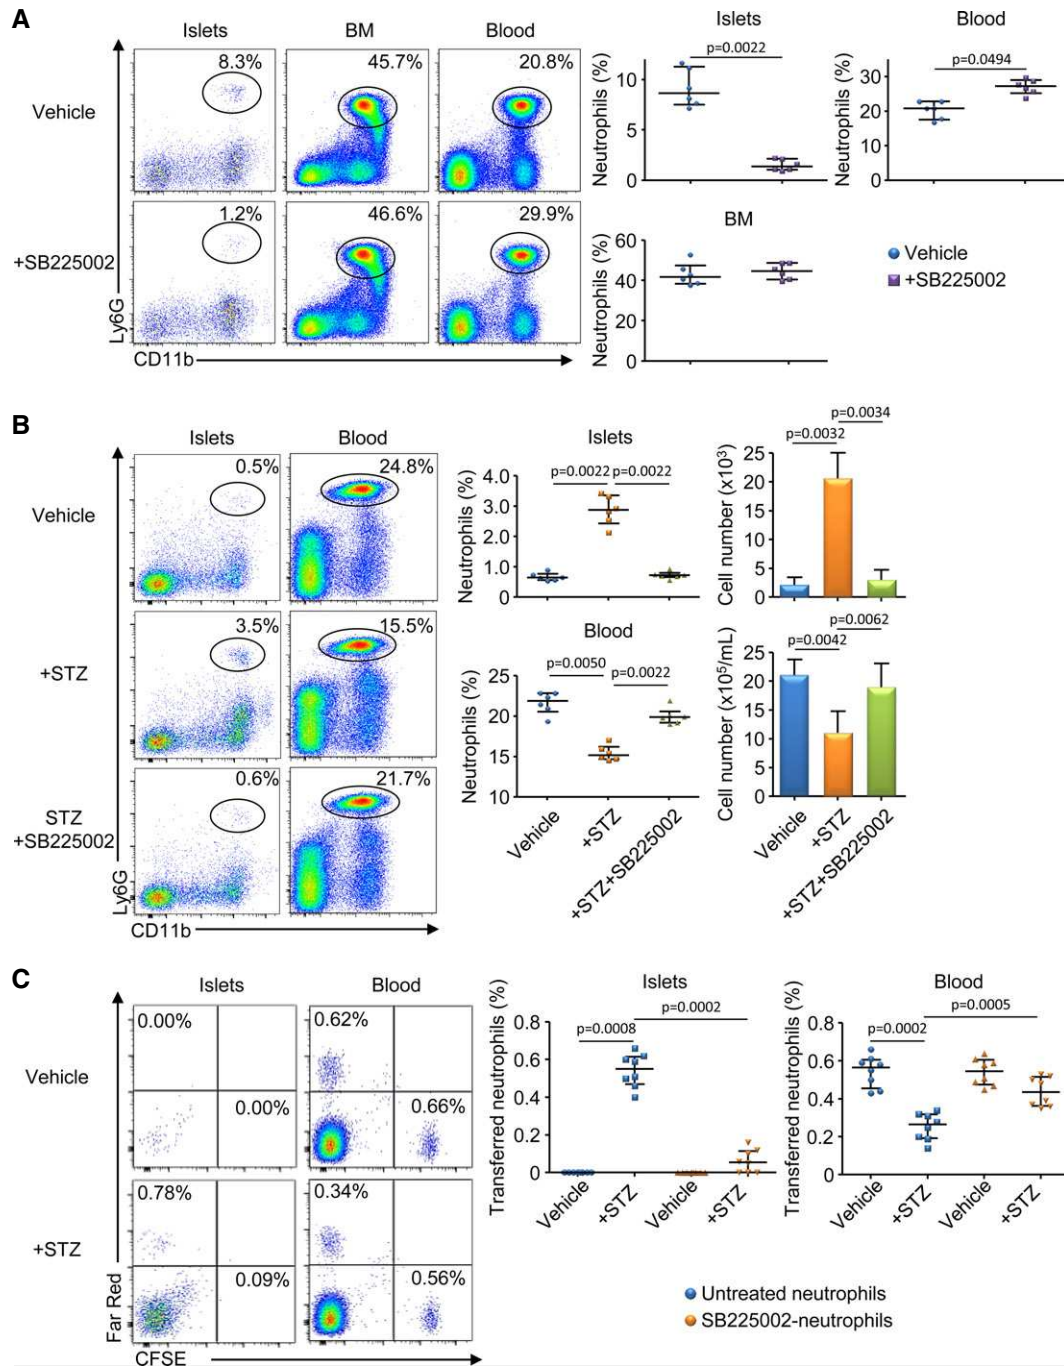 A
Islets
BM
Blood
Vehicle
8.3%
45.7%
20.8%
+SB225002
1.2%
46.6%
29.9%
Ly6G
CD11b
Islets
p=0.0022
Neutrophils (%)
10
5
0
Blood
p=0.0494
Neutrophils (%)
30
20
10
0
BM
Neutrophils (%)
60
40
20
0
Vehicle
+SB225002
B
Islets
Blood
Vehicle
0.5%
24.8%
+STZ
3.5%
15.5%
STZ
+SB225002
0.6%
21.7%
Ly6G
CD11b
Islets
p=0.0022
p=0.0022
Neutrophils (%)
4.0
3.0
2.0
1.0
0
p=0.0034
p=0.0032
Cell number (x10³)
25
20
15
10
5
0
Blood
p=0.0050
p=0.0022
Neutrophils (%)
25
20
15
10
Vehicle
+STZ
+STZ+SB225002
p=0.0062
p=0.0042
Cell number (x10⁵/mL)
25
20
15
10
5
0
Vehicle
+STZ
+STZ+SB225002
C
Islets
Blood
Vehicle
0.00%
0.62%
0.00%
0.66%
+STZ
0.78%
0.34%
0.09%
0.56%
Far Red
CFSE
Islets
p=0.0002
p=0.0008
Transferred neutrophils (%)
0.8
0.6
0.4
0.2
0
Vehicle
+STZ
Vehicle
+STZ
Blood
p=0.0005
p=0.0002
Transferred neutrophils (%)
0.8
0.6
0.4
0.2
0
Vehicle
+STZ
Vehicle
+STZ
Untreated neutrophils
SB225002-neutrophils